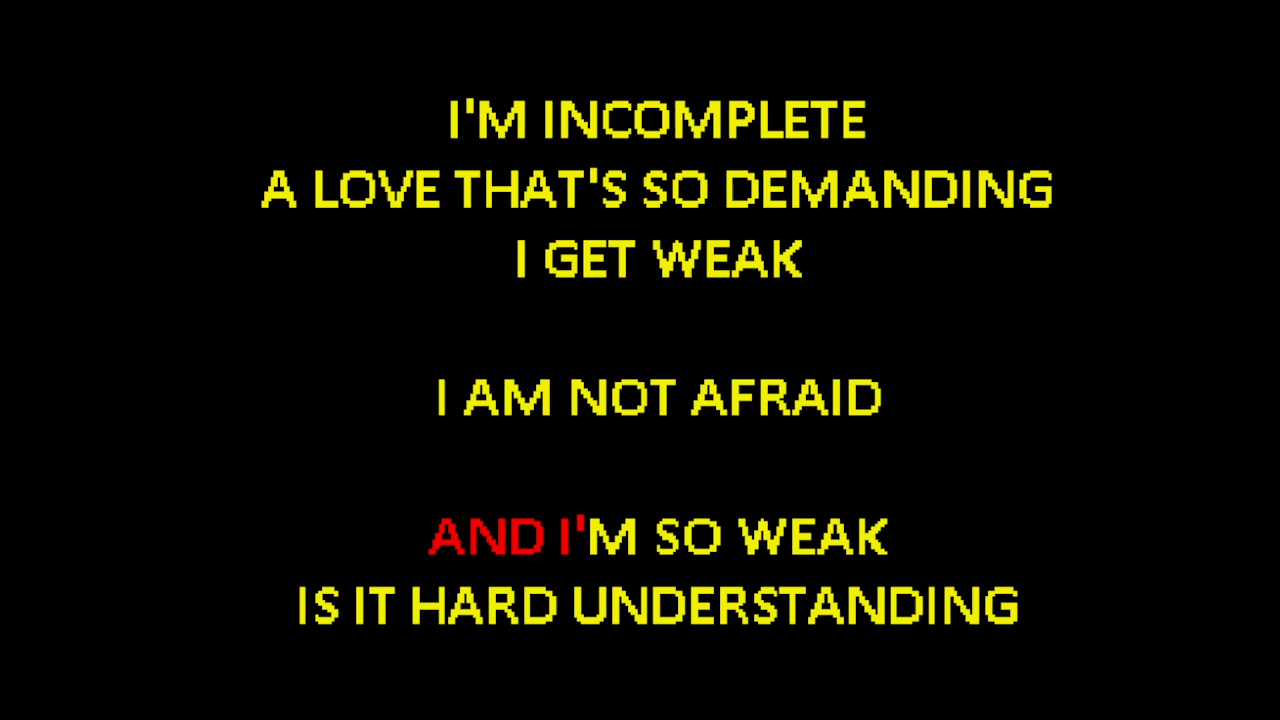 I'M INCOMPLETE
A LOVE THAT'S SO DEMANDING
I GET WEAK
I AM NOT AFRAID
AND I'M SO WEAK
IS IT HARD UNDERSTANDING